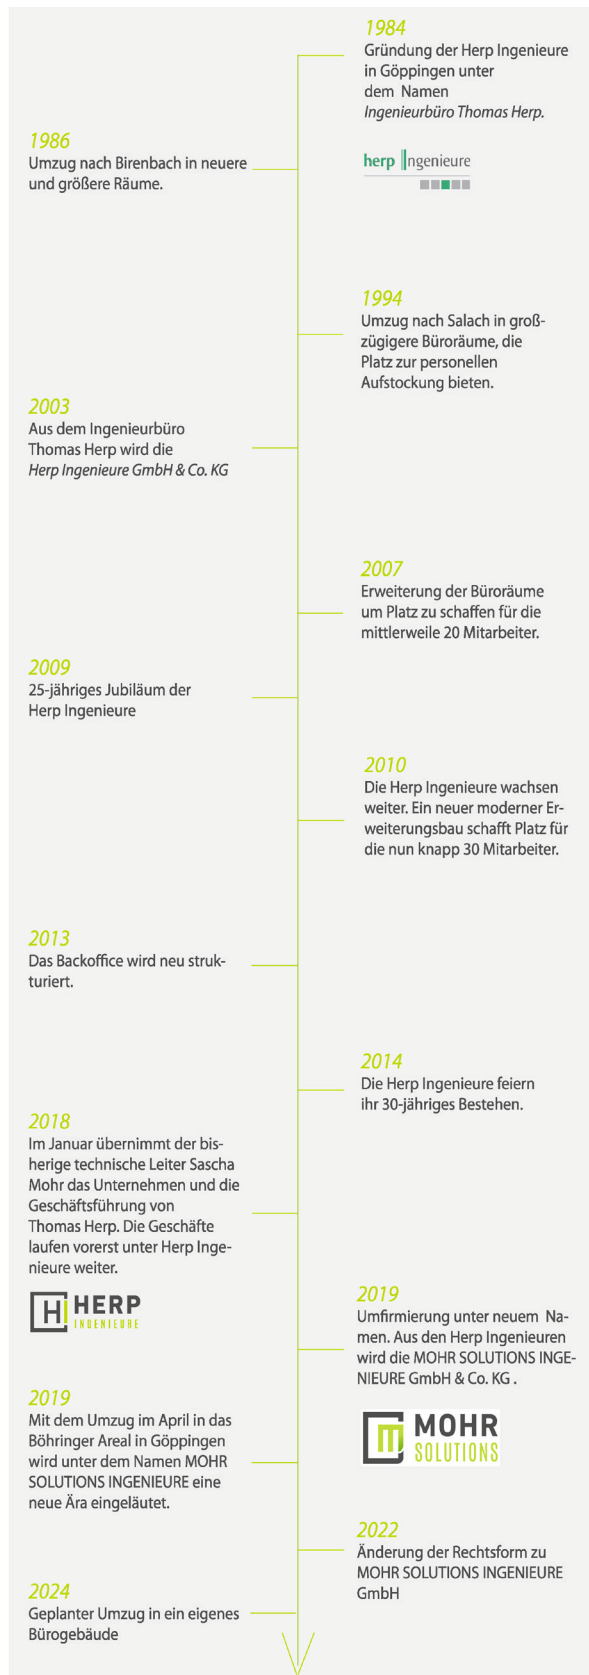 1984
Gründung der Herp Ingenieure
in Göppingen unter
dem Namen
Ingenieurbüro Thomas Herp.
herp Ingenieure
1986
Umzug nach Birenbach in neuere
und größere Räume.
1994
Umzug nach Salach in groß-
zügigere Büroräume, die
Platz zur personellen
Aufstockung bieten.
2003
Aus dem Ingenieurbüro
Thomas Herp wird die
Herp Ingenieure GmbH & Co. KG
2007
Erweiterung der Büroräume
um Platz zu schaffen für die
mittlerweile 20 Mitarbeiter.
2009
25-jähriges Jubiläum der
Herp Ingenieure
2010
Die Herp Ingenieure wachsen
weiter. Ein neuer moderner Er-
weiterungsbau schafft Platz für
die nun knapp 30 Mitarbeiter.
2013
Das Backoffice wird neu struk-
turiert.
2014
Die Herp Ingenieure feiern
ihr 30-jähriges Bestehen.
2018
Im Januar übernimmt der bis-
herige technische Leiter Sascha
Mohr das Unternehmen und die
Geschäftsführung von
Thomas Herp. Die Geschäfte
laufen vorerst unter Herp Inge-
nieure weiter.
Hi HERP
INGENIEURE
2019
Umfirmierung unter neuem Na-
men. Aus den Herp Ingenieuren
wird die MOHR SOLUTIONS INGE-
NIEURE GmbH & Co. KG .
m MOHR
SOLUTIONS
2019
Mit dem Umzug im April in das
Böhringer Areal in Göppingen
wird unter dem Namen MOHR
SOLUTIONS INGENIEURE eine
neue Ära eingeläutet.
2022
Änderung der Rechtsform zu
MOHR SOLUTIONS INGENIEURE
GmbH
2024
Geplanter Umzug in ein eigenes
Bürogebäude